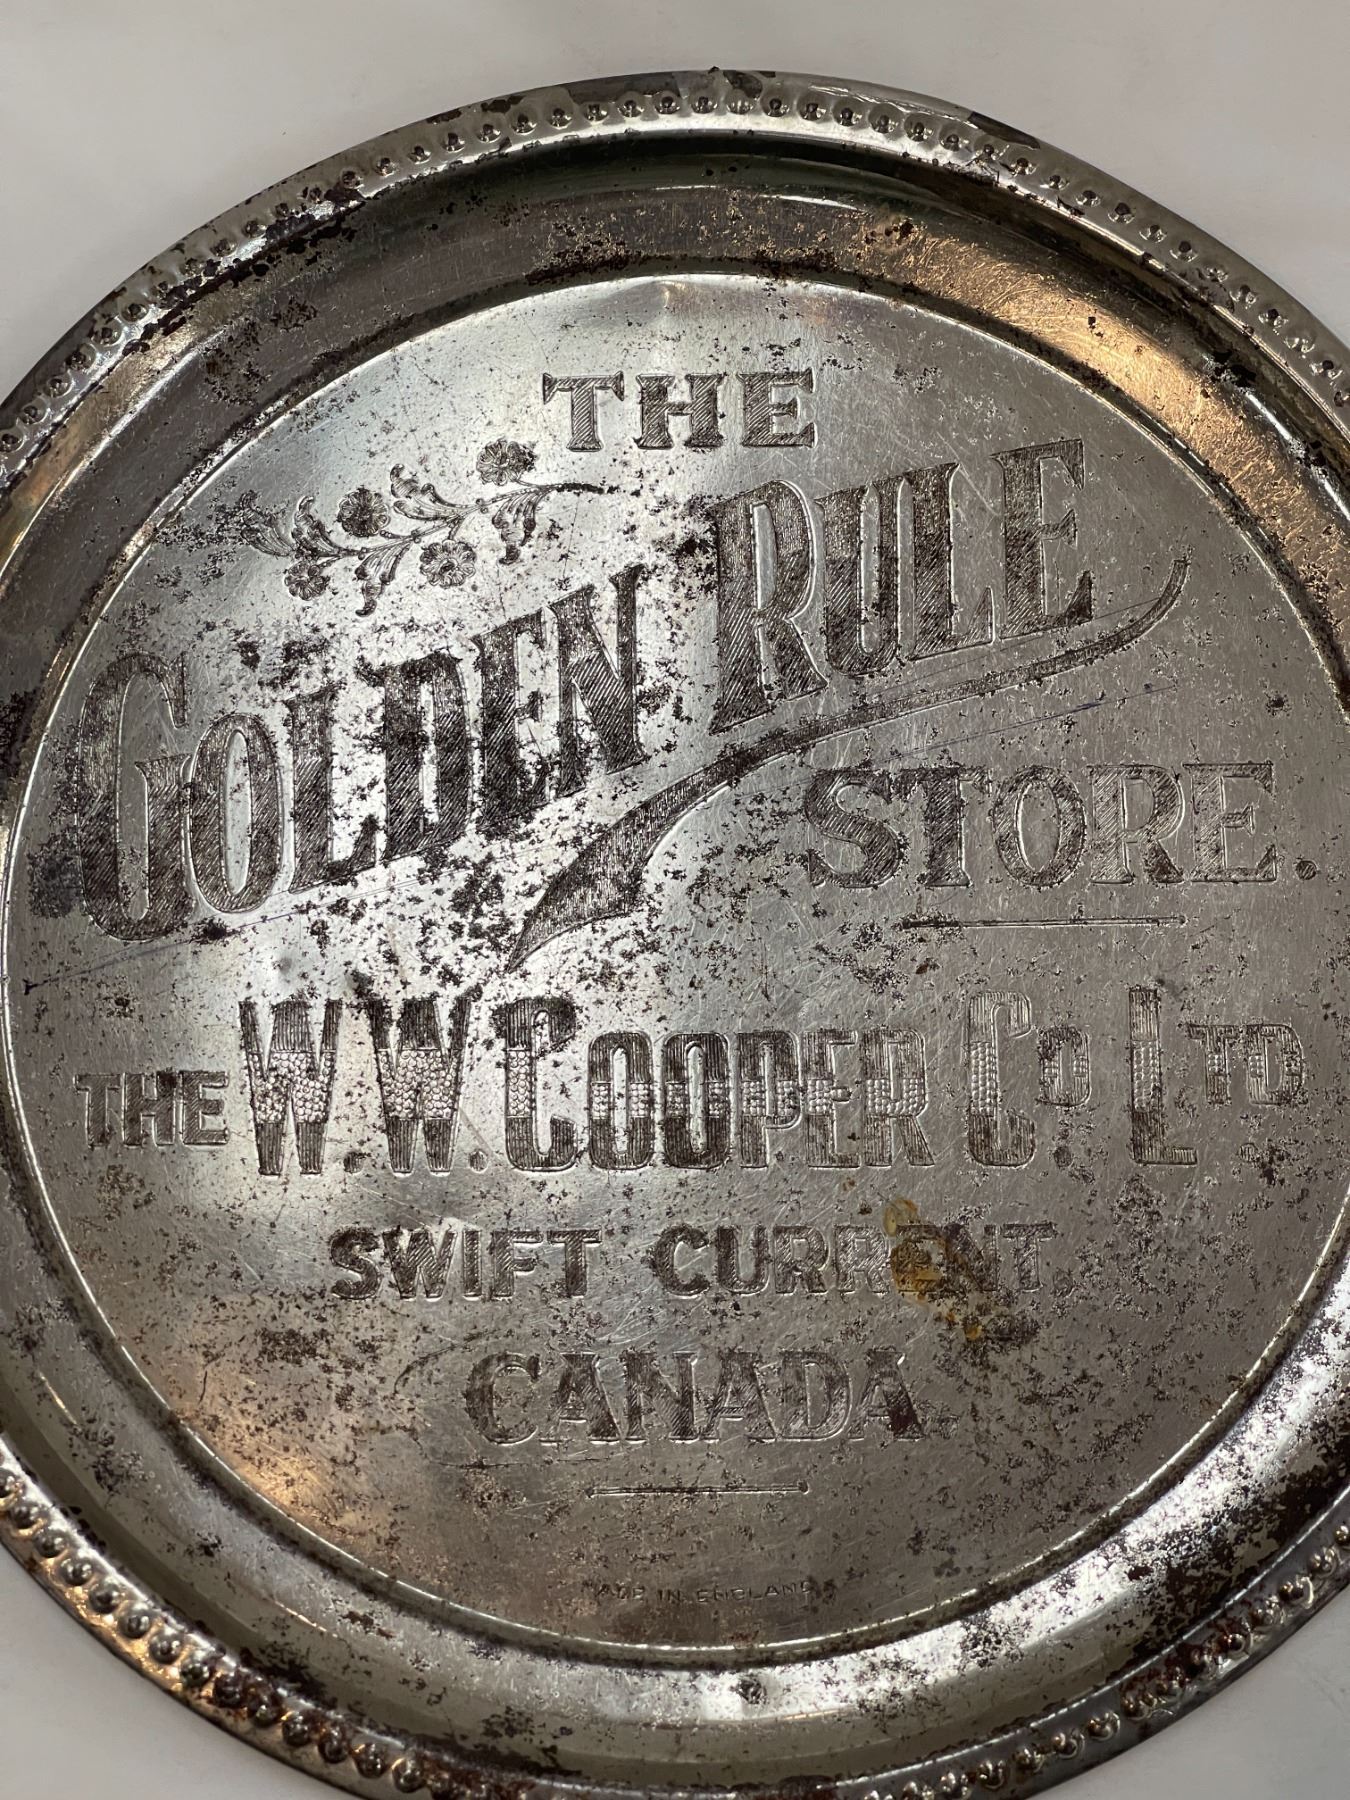 THE
GOLDEN RULE
STORE.
THE W.W. COOPER Co. LTD.
SWIFT CURRENT,
CANADA.
MADE IN ENGLAND